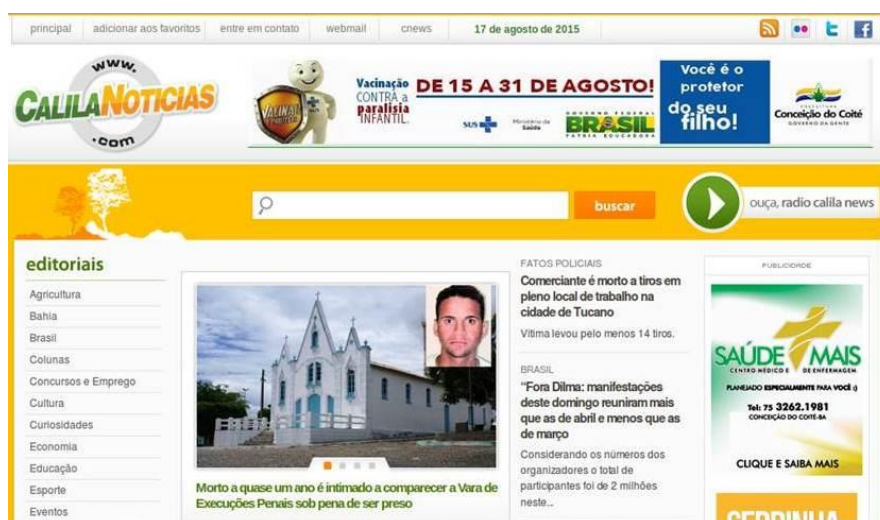 principal
adicionar aos favoritos
entre em contato
webmail
cnews
17 de agosto de 2015
www.
CALILANOTICIAS
.com
Vacinação
CONTRA a
paralisia
INFANTIL.
DE 15 A 31 DE AGOSTO!
SUS
Ministério da
Saúde
GOVERNO FEDERAL
BRASIL
PÁTRIA EDUCADORA
Você é o
protetor
do seu
filho!
PREFEITURA
Conceição do Coité
GOVERNO DA GENTE
buscar
ouça, radio calila news
editoriais
Agricultura
Bahia
Brasil
Colunas
Concursos e Emprego
Cultura
Curiosidades
Economia
Educação
Esporte
Eventos
Morto a quase um ano é intimado a comparecer a Vara de
Execuções Penais sob pena de ser preso
FATOS POLICIAIS
Comerciante é morto a tiros em
pleno local de trabalho na
cidade de Tucano
Vítima levou pelo menos 14 tiros.
BRASIL
“Fora Dilma: manifestações
deste domingo reuniram mais
que as de abril e menos que as
de março
Considerando os números dos
organizadores o total de
participantes foi de 2 milhões
neste...
PUBLICIDADE
SAÚDE MAIS
CENTRO MÉDICO E DE ENFERMAGEM
PLANEJADO ESPECIALMENTE PARA VOCÊ :)
Tel: 75 3262.1981
CONCEIÇÃO DO COITÉ-BA
CLIQUE E SAIBA MAIS
SERRINHA